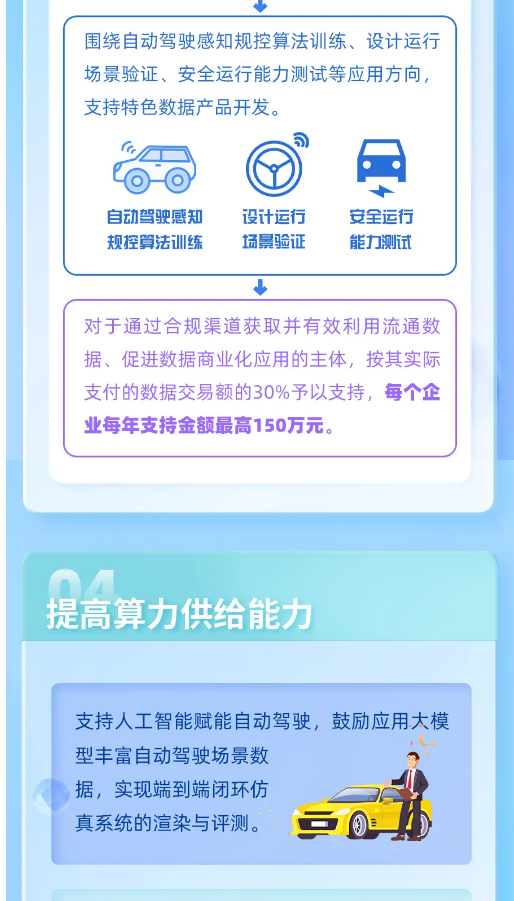 围绕自动驾驶感知规控算法训练、设计运行
场景验证、安全运行能力测试等应用方向，
支持特色数据产品开发。
自动驾驶感知
规控算法训练
设计运行
场景验证
安全运行
能力测试
对于通过合规渠道获取并有效利用流通数
据、促进数据商业化应用的主体，按其实际
支付的数据交易额的30%予以支持，每个企
业每年支持金额最高150万元。
04
提高算力供给能力
支持人工智能赋能自动驾驶，鼓励应用大模
型丰富自动驾驶场景数
据，实现端到端闭环仿
真系统的渲染与评测。